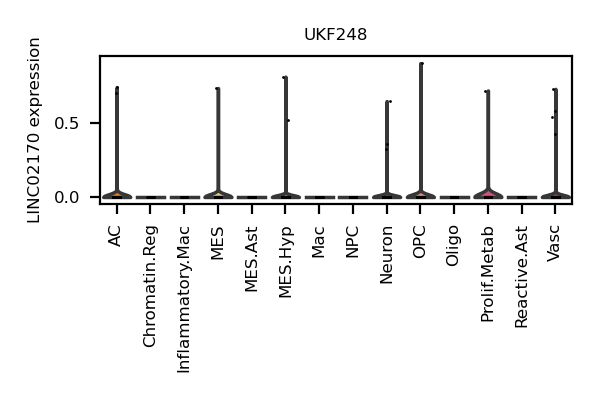 UKF248
LINC02170 expression
0.5
0.0
AC
Chromatin.Reg
Inflammatory.Mac
MES
MES.Ast
MES.Hyp
Mac
NPC
Neuron
OPC
Oligo
Prolif.Metab
Reactive.Ast
Vasc